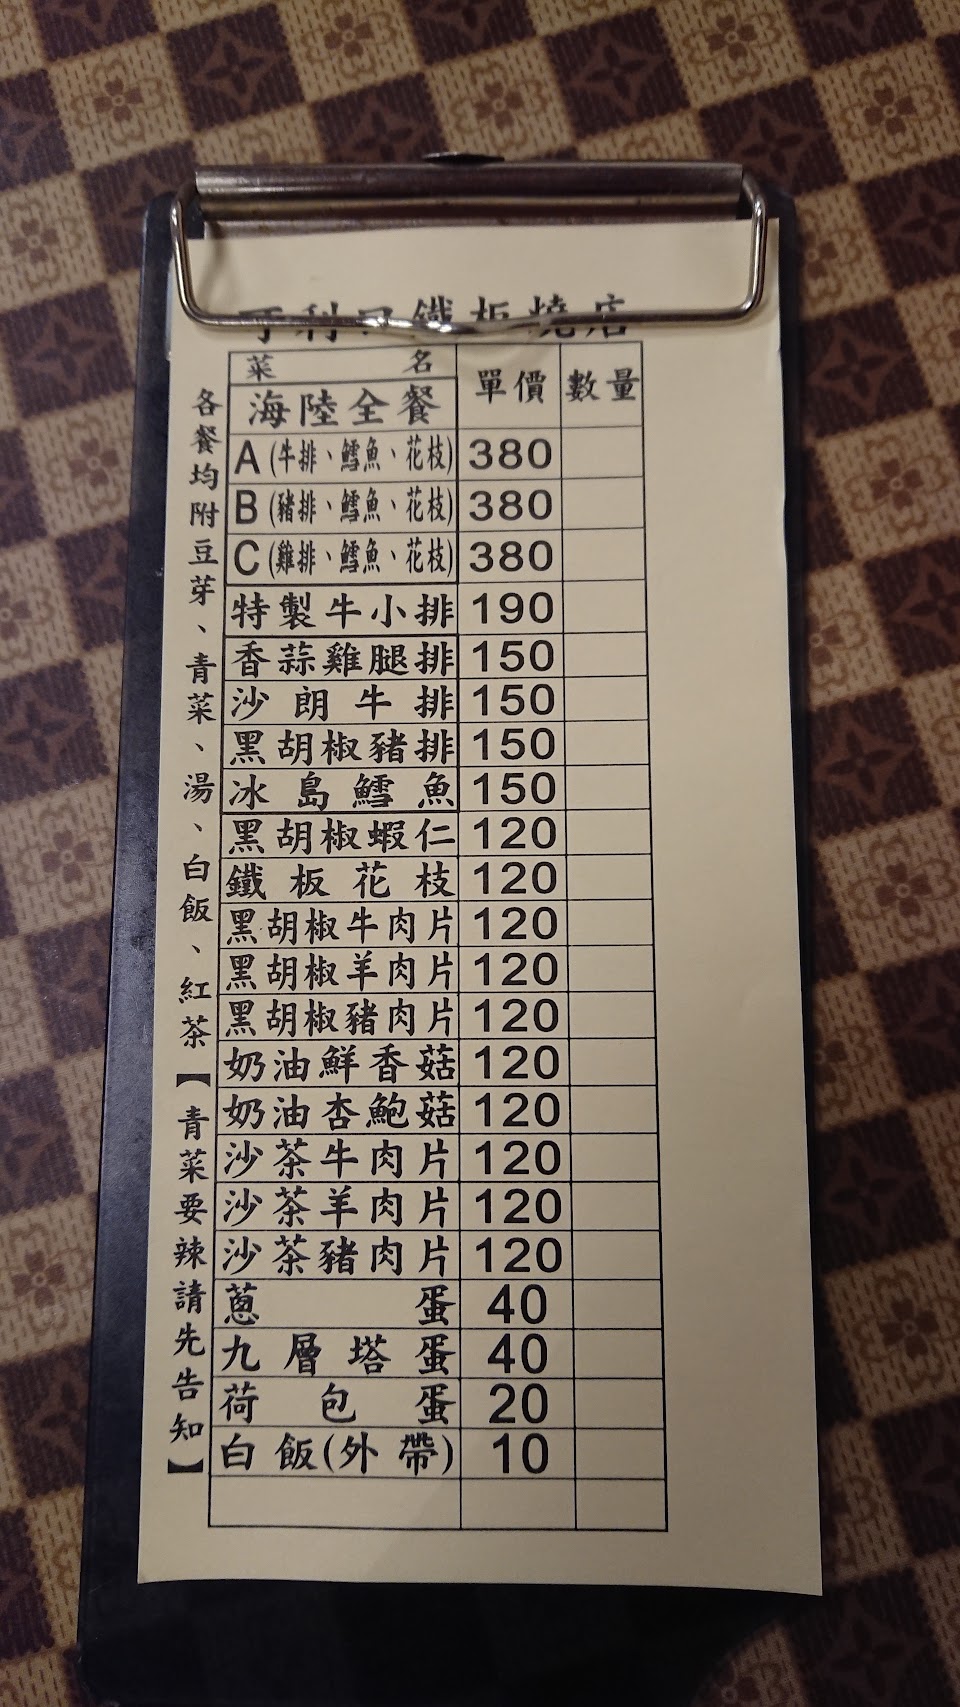 可利口鐵板燒店
菜名 單價 數量
海陸全餐
A(牛排、鱈魚、花枝) 380
B(豬排、鱈魚、花枝) 380
C(雞排、鱈魚、花枝) 380
特製牛小排 190
香蒜雞腿排 150
沙朗牛排 150
黑胡椒豬排 150
冰島鱈魚 150
黑胡椒蝦仁 120
鐵板花枝 120
黑胡椒牛肉片 120
黑胡椒羊肉片 120
黑胡椒豬肉片 120
奶油鮮香菇 120
奶油杏鮑菇 120
沙茶牛肉片 120
沙茶羊肉片 120
沙茶豬肉片 120
蔥蛋 40
九層塔蛋 40
荷包蛋 20
白飯(外帶) 10
各餐均附豆芽、青菜、湯、白飯、紅茶【青菜要辣請先告知】